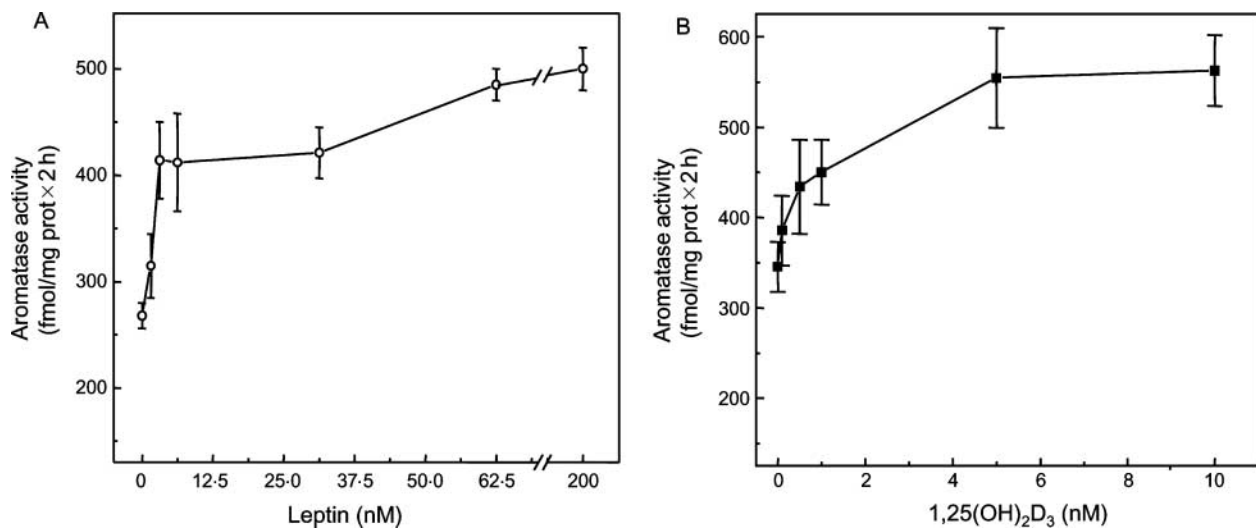 A
Aromatase activity
(fmol/mg prot × 2 h)
500
400
300
200
0
12·5
25·0
37·5
50·0
62·5
200
Leptin (nM)
B
Aromatase activity
(fmol/mg prot × 2 h)
600
500
400
300
200
0
2
4
6
8
10
1,25(OH)₂D₃ (nM)